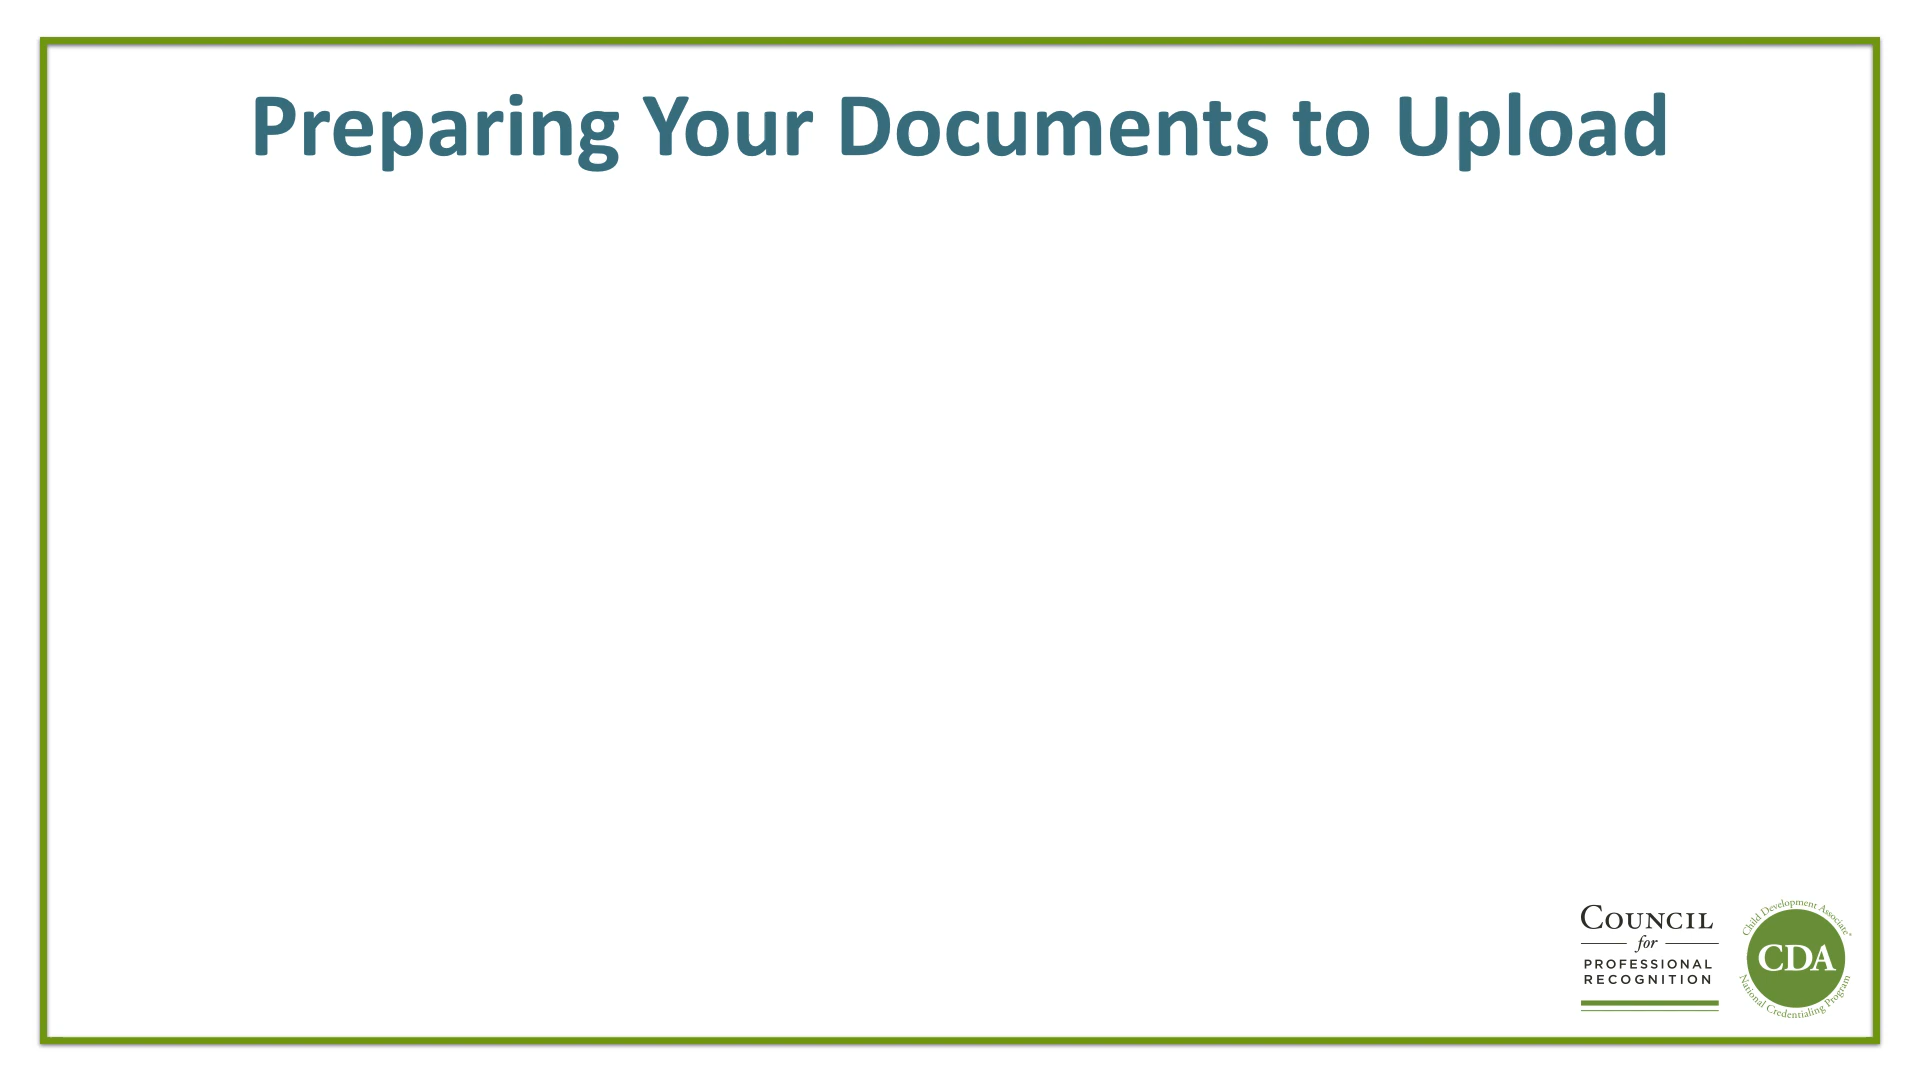 Preparing Your Documents to Upload
COUNCIL
for
PROFESSIONAL
RECOGNITION
Child Development Associate®
CDA
National Credentialing Program